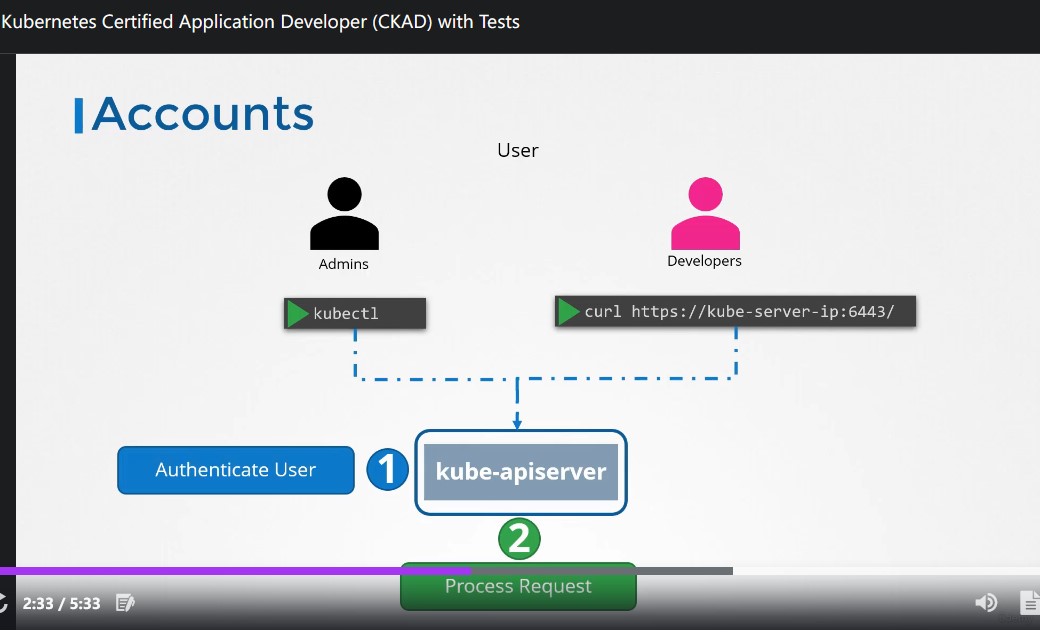 Kubernetes Certified Application Developer (CKAD) with Tests
Accounts
User
Admins
Developers
kubectl
curl https://kube-server-ip:6443/
Authenticate User
1
kube-apiserver
2
Process Request
2:33 / 5:33